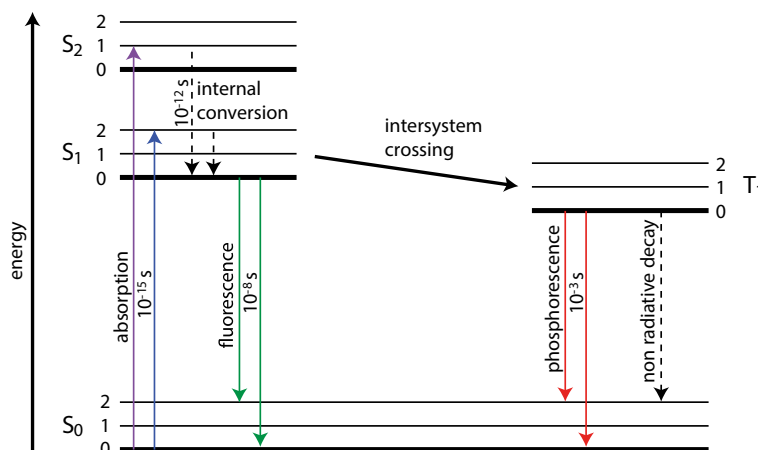 2
S2 1
0
10-12 s
internal
conversion
2
S1 1
0
intersystem
crossing
2
1 T
0
energy
absorption
10-15 s
fluorescence
10-8 s
phosphorescence
10-3 s
non radiative decay
2
S0 1
0